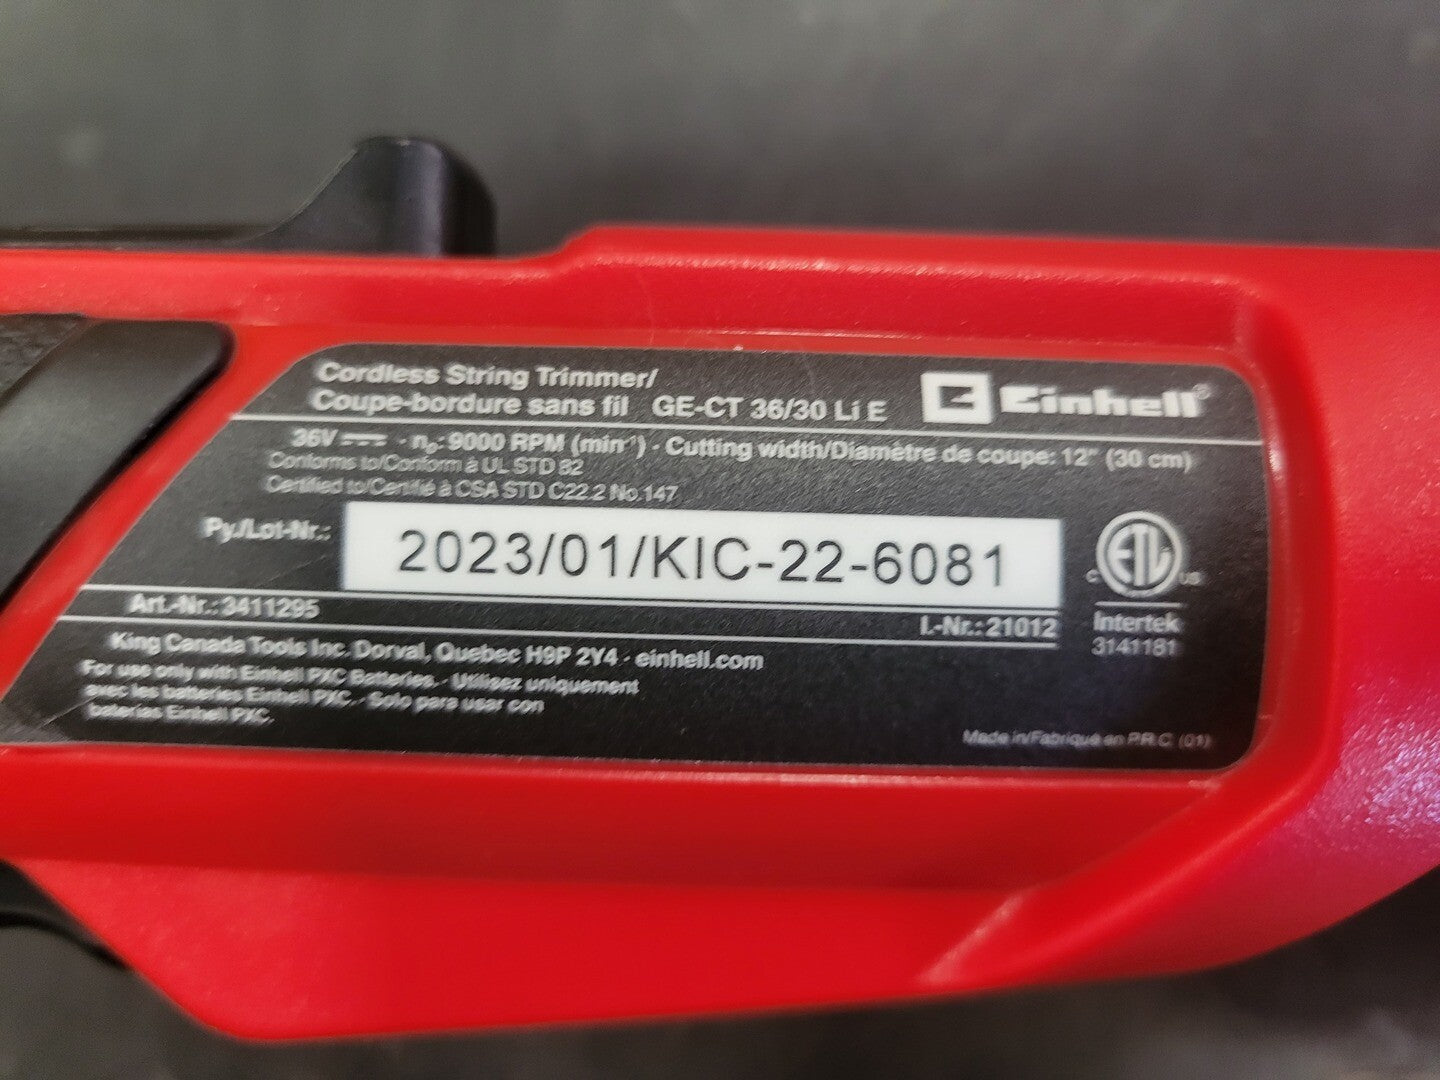 Cordless String Trimmer/
Coupe-bordure sans fil GE-CT 36/30 Li E
Einhell®
36V ⎓ · n₀: 9000 RPM (min⁻¹) · Cutting width/Diamètre de coupe: 12" (30 cm)
Conforms to/Conform à UL STD 82
Certified to/Certifié à CSA STD C22.2 No.147
Py./Lot-Nr.: 2023/01/KIC-22-6081
C ETL US
Intertek
3141181
Art.-Nr.: 3411295 I.-Nr.: 21012
King Canada Tools Inc. Dorval, Quebec H9P 2Y4 · einhell.com
For use only with Einhell PXC Batteries. · Utilisez uniquement
avec les batteries Einhell PXC. · Solo para usar con
baterías Einhell PXC.
Made in/Fabriqué en P.R.C. (01)